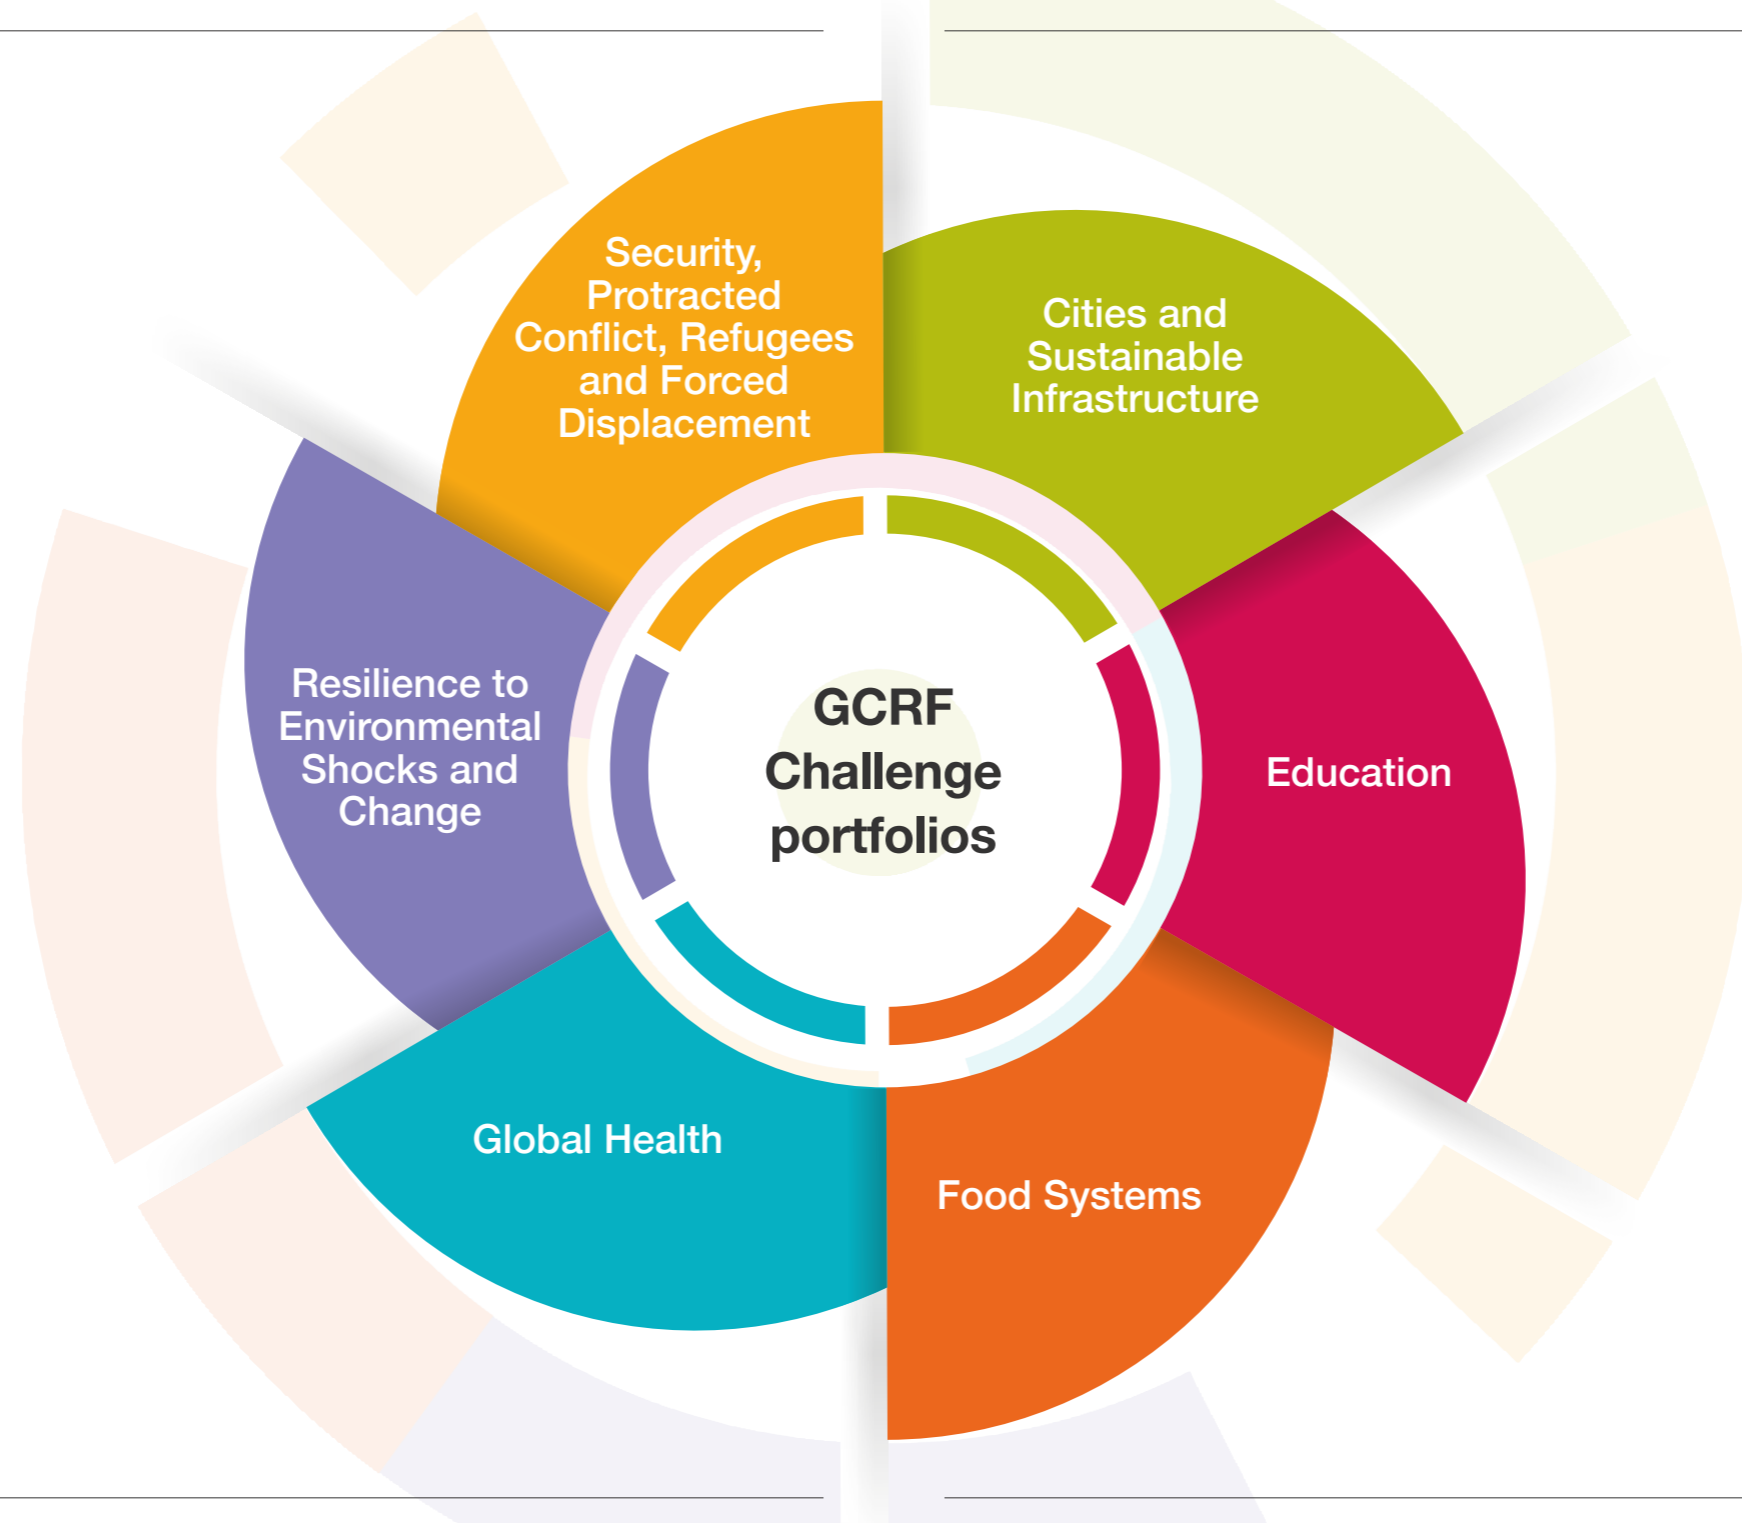 Security,
Protracted
Conflict, Refugees
and Forced
Displacement
Cities and
Sustainable
Infrastructure
Resilience to
Environmental
Shocks and
Change
GCRF
Challenge
portfolios
Education
Global Health
Food Systems